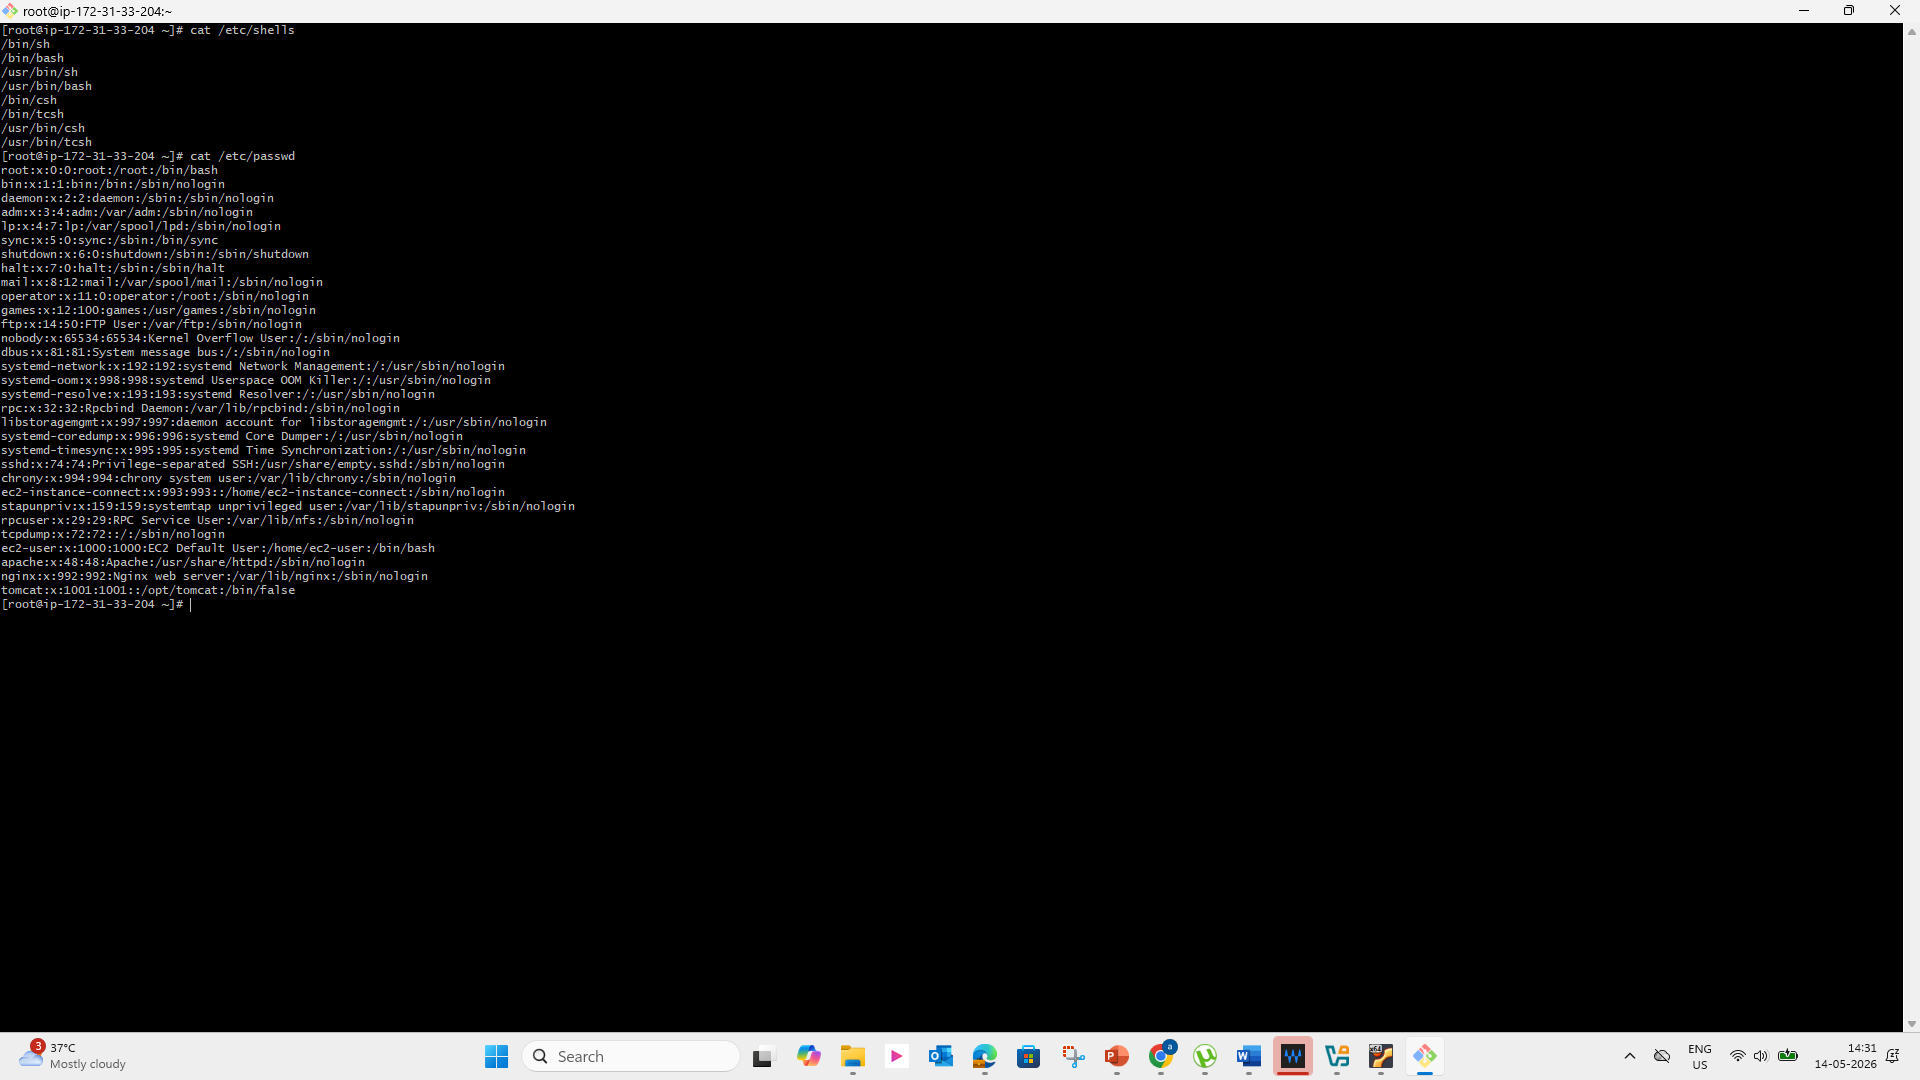 root@ip-172-31-33-204:~
[root@ip-172-31-33-204 ~]# cat /etc/shells
/bin/sh
/bin/bash
/usr/bin/sh
/usr/bin/bash
/bin/csh
/bin/tcsh
/usr/bin/csh
/usr/bin/tcsh
[root@ip-172-31-33-204 ~]# cat /etc/passwd
root:x:0:0:root:/root:/bin/bash
bin:x:1:1:bin:/bin:/sbin/nologin
daemon:x:2:2:daemon:/sbin:/sbin/nologin
adm:x:3:4:adm:/var/adm:/sbin/nologin
lp:x:4:7:lp:/var/spool/lpd:/sbin/nologin
sync:x:5:0:sync:/sbin:/bin/sync
shutdown:x:6:0:shutdown:/sbin:/sbin/shutdown
halt:x:7:0:halt:/sbin:/sbin/halt
mail:x:8:12:mail:/var/spool/mail:/sbin/nologin
operator:x:11:0:operator:/root:/sbin/nologin
games:x:12:100:games:/usr/games:/sbin/nologin
ftp:x:14:50:FTP User:/var/ftp:/sbin/nologin
nobody:x:65534:65534:Kernel Overflow User:/:/sbin/nologin
dbus:x:81:81:System message bus:/:/sbin/nologin
systemd-network:x:192:192:systemd Network Management:/:/usr/sbin/nologin
systemd-oom:x:998:998:systemd Userspace OOM Killer:/:/usr/sbin/nologin
systemd-resolve:x:193:193:systemd Resolver:/:/usr/sbin/nologin
rpc:x:32:32:Rpcbind Daemon:/var/lib/rpcbind:/sbin/nologin
libstoragemgmt:x:997:997:daemon account for libstoragemgmt:/:/usr/sbin/nologin
systemd-coredump:x:996:996:systemd Core Dumper:/:/usr/sbin/nologin
systemd-timesync:x:995:995:systemd Time Synchronization:/:/usr/sbin/nologin
sshd:x:74:74:Privilege-separated SSH:/usr/share/empty.sshd:/sbin/nologin
chrony:x:994:994:chrony system user:/var/lib/chrony:/sbin/nologin
ec2-instance-connect:x:993:993::/home/ec2-instance-connect:/sbin/nologin
stapunpriv:x:159:159:systemtap unprivileged user:/var/lib/stapunpriv:/sbin/nologin
rpcuser:x:29:29:RPC Service User:/var/lib/nfs:/sbin/nologin
tcpdump:x:72:72::/:/sbin/nologin
ec2-user:x:1000:1000:EC2 Default User:/home/ec2-user:/bin/bash
apache:x:48:48:Apache:/usr/share/httpd:/sbin/nologin
nginx:x:992:992:Nginx web server:/var/lib/nginx:/sbin/nologin
tomcat:x:1001:1001::/opt/tomcat:/bin/false
[root@ip-172-31-33-204 ~]#
3
37°C
Mostly cloudy
Search
a
ENG
US
14:31
14-05-2026